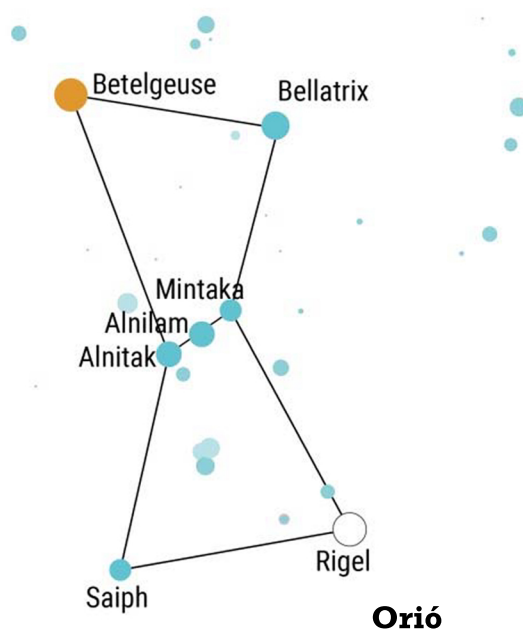 Betelgeuse
Bellatrix
Mintaka
Alnilam
Alnitak
Rigel
Saiph
Orió